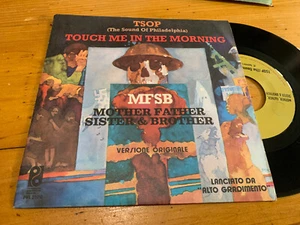 TSOP
(The Sound Of Philadelphia)
TOUCH ME IN THE MORNING
MFSB
MOTHER FATHER
SISTER & BROTHER
VERSIONE ORIGINALE
LANCIATO DA
ALTO GRADIMENTO